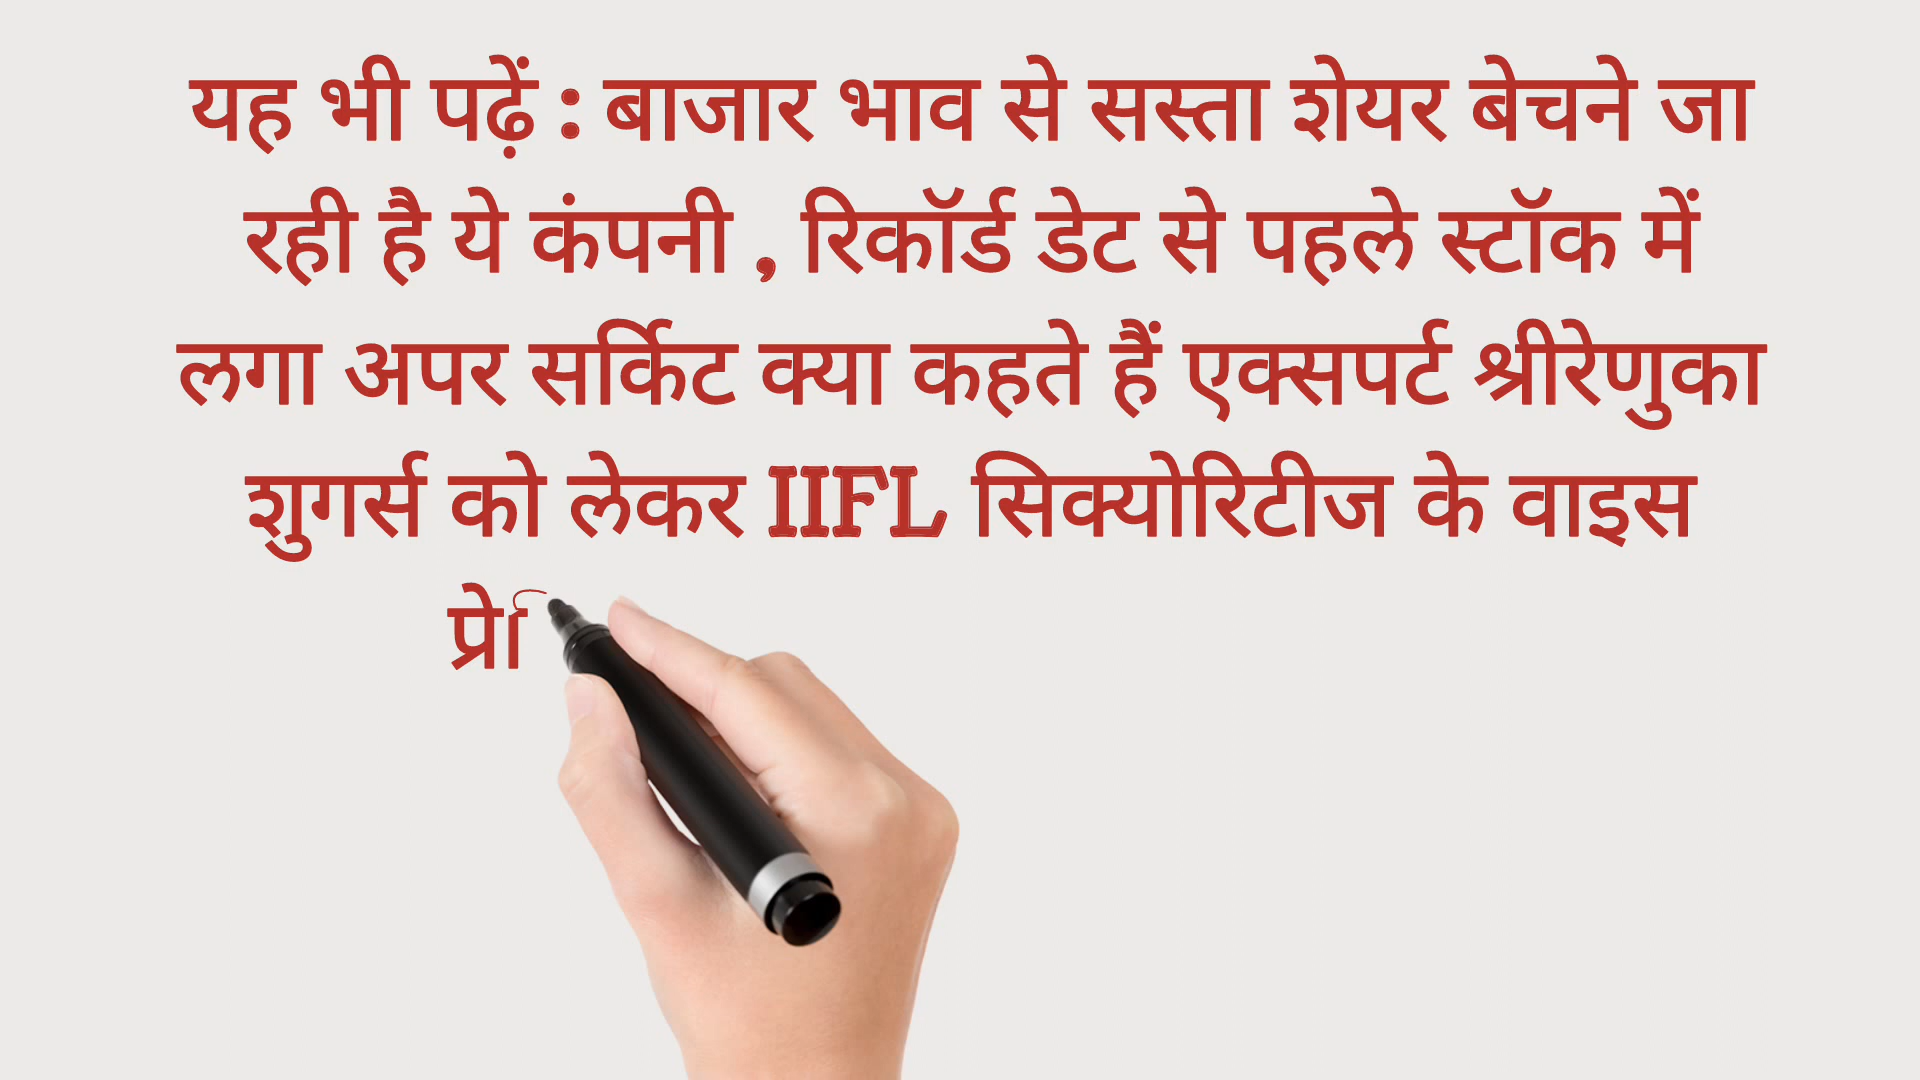 यह भी पढ़ें : बाजार भाव से सस्ता शेयर बेचने जा
रही है ये कंपनी , रिकॉर्ड डेट से पहले स्टॉक में
लगा अपर सर्किट क्या कहते हैं एक्सपर्ट श्रीरेणुका
शुगर्स को लेकर IIFL सिक्योरिटीज के वाइस